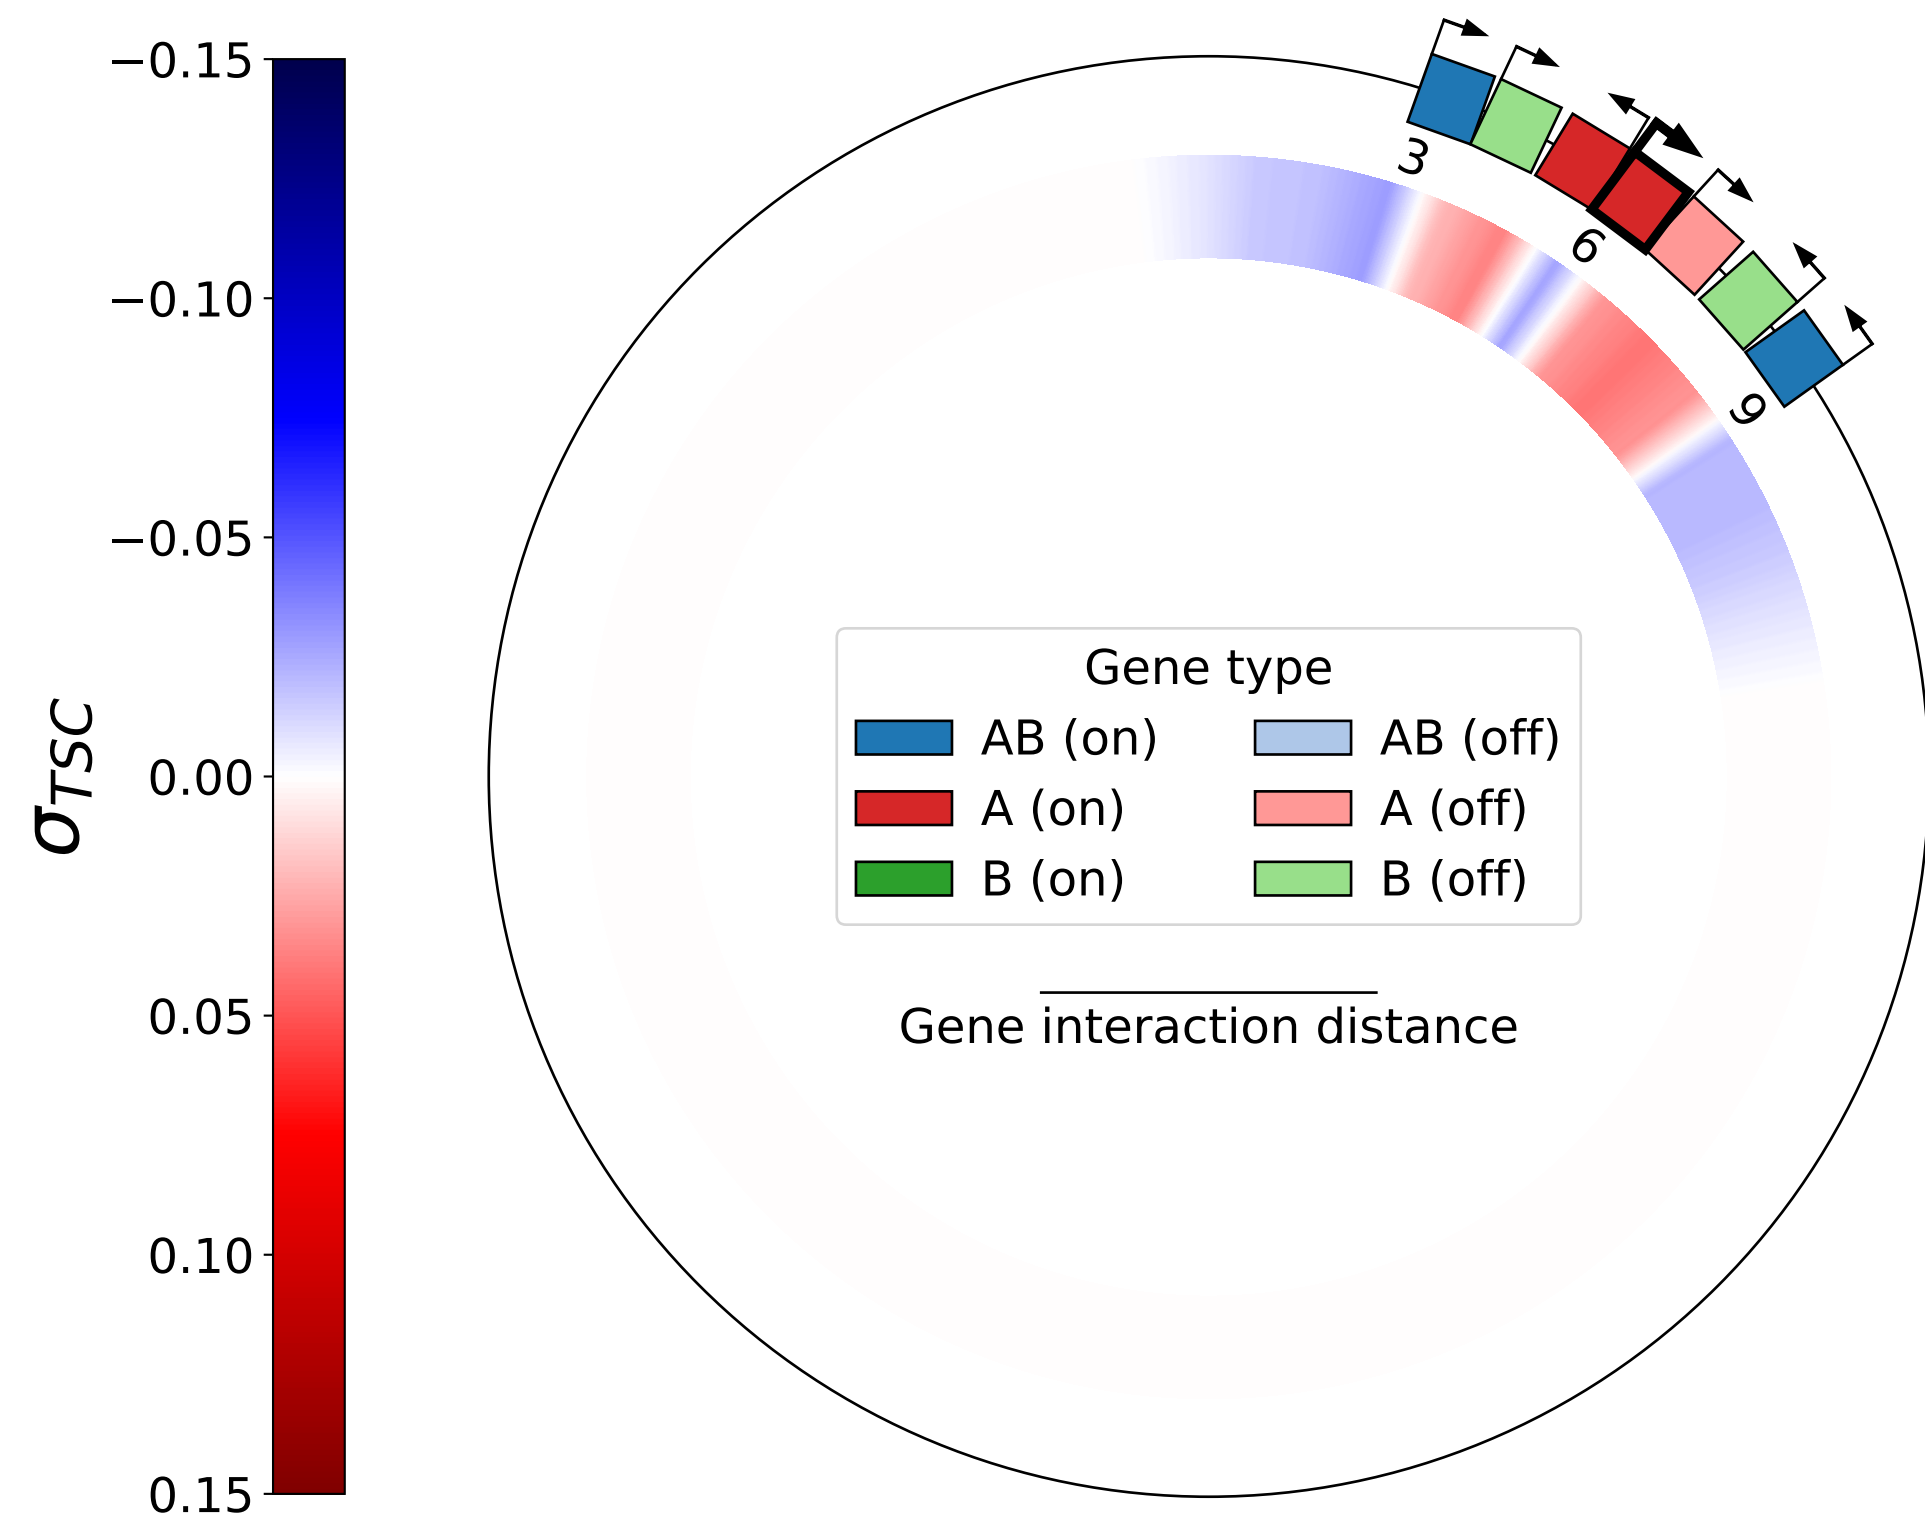 −0.15
−0.10
−0.05
0.00
0.05
0.10
0.15
σTSC
3
6
9
Gene type
AB (on)
AB (off)
A (on)
A (off)
B (on)
B (off)
Gene interaction distance